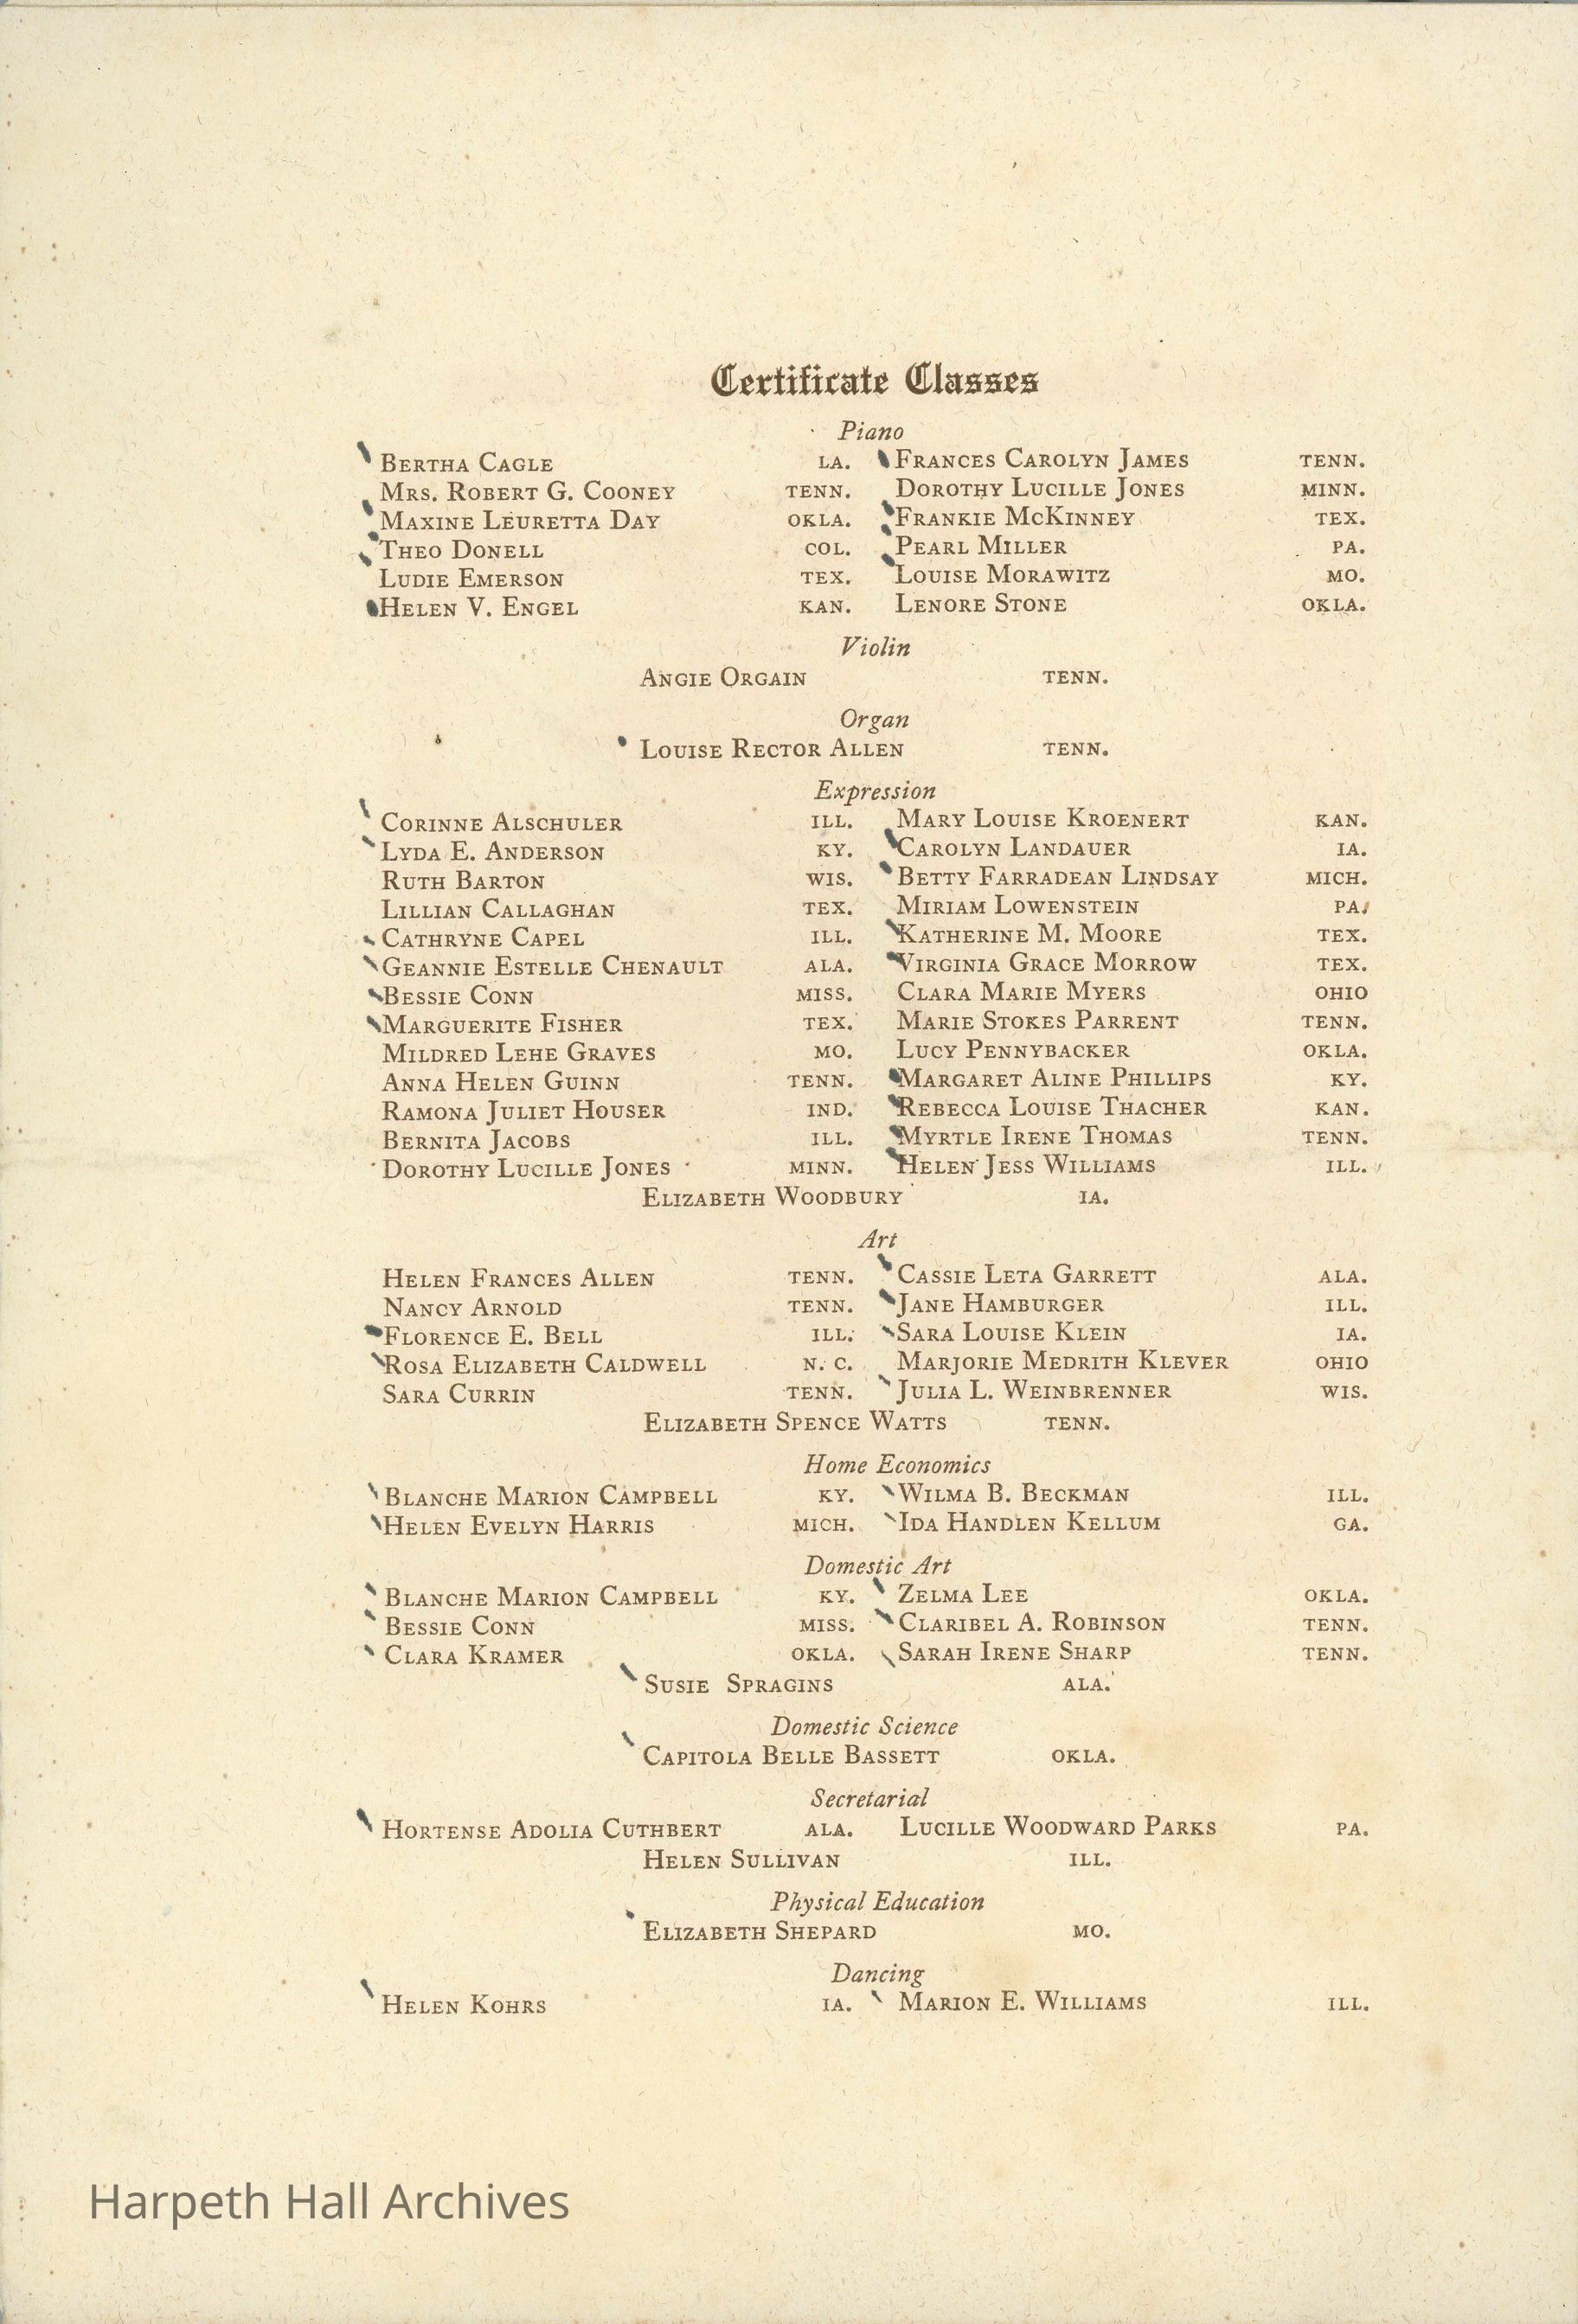 Certificate Classes
Piano
Bertha Cagle LA. Frances Carolyn James TENN.
Mrs. Robert G. Cooney TENN. Dorothy Lucille Jones MINN.
Maxine Leuretta Day OKLA. Frankie McKinney TEX.
Theo Donell COL. Pearl Miller PA.
Ludie Emerson TEX. Louise Morawitz MO.
Helen V. Engel KAN. Lenore Stone OKLA.
Violin
Angie Orgain TENN.
Organ
Louise Rector Allen TENN.
Expression
Corinne Alschuler ILL. Mary Louise Kroenert KAN.
Lyda E. Anderson KY. Carolyn Landauer IA.
Ruth Barton WIS. Betty Farradean Lindsay MICH.
Lillian Callaghan TEX. Miriam Lowenstein PA.
Cathryne Capel ILL. Katherine M. Moore TEX.
Geannie Estelle Chenault ALA. Virginia Grace Morrow TEX.
Bessie Conn MISS. Clara Marie Myers OHIO
Marguerite Fisher TEX. Marie Stokes Parrent TENN.
Mildred Lehe Graves MO. Lucy Pennybacker OKLA.
Anna Helen Guinn TENN. Margaret Aline Phillips KY.
Ramona Juliet Houser IND. Rebecca Louise Thacher KAN.
Bernita Jacobs ILL. Myrtle Irene Thomas TENN.
Dorothy Lucille Jones MINN. Helen Jess Williams ILL.
Elizabeth Woodbury IA.
Art
Helen Frances Allen TENN. Cassie Leta Garrett ALA.
Nancy Arnold TENN. Jane Hamburger ILL.
Florence E. Bell ILL. Sara Louise Klein IA.
Rosa Elizabeth Caldwell N. C. Marjorie Medrith Klever OHIO
Sara Currin TENN. Julia L. Weinbrenner WIS.
Elizabeth Spence Watts TENN.
Home Economics
Blanche Marion Campbell KY. Wilma B. Beckman ILL.
Helen Evelyn Harris MICH. Ida Handlen Kellum GA.
Domestic Art
Blanche Marion Campbell KY. Zelma Lee OKLA.
Bessie Conn MISS. Claribel A. Robinson TENN.
Clara Kramer OKLA. Sarah Irene Sharp TENN.
Susie Spragins ALA.
Domestic Science
Capitola Belle Bassett OKLA.
Secretarial
Hortense Adolia Cuthbert ALA. Lucille Woodward Parks PA.
Helen Sullivan ILL.
Physical Education
Elizabeth Shepard MO.
Dancing
Helen Kohrs IA. Marion E. Williams ILL.
Harpeth Hall Archives